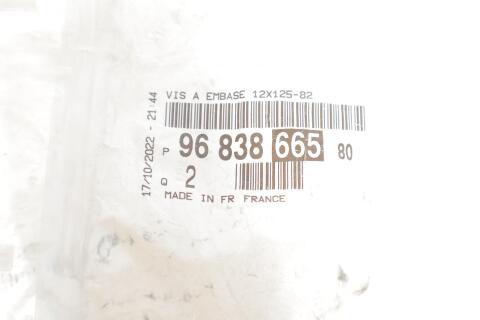 VIS A EMBASE 12X125-82
P 96 838 665 80
Q 2
MADE IN FR FRANCE
17/10/2022 - 21:44